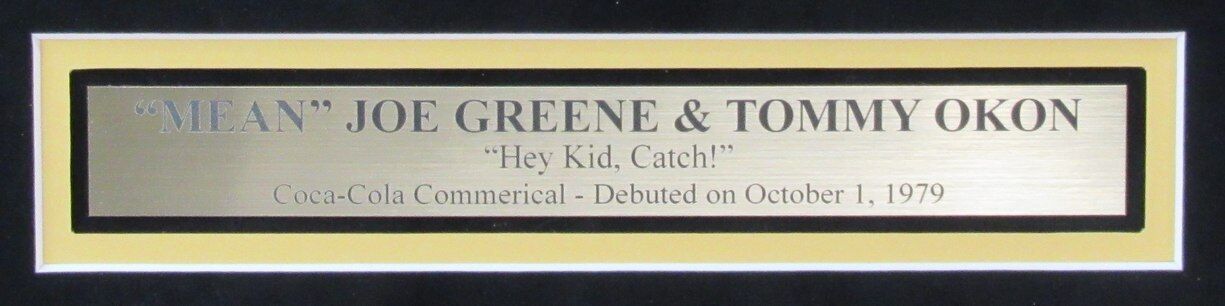 “MEAN” JOE GREENE & TOMMY OKON
“Hey Kid, Catch!”
Coca-Cola Commerical - Debuted on October 1, 1979